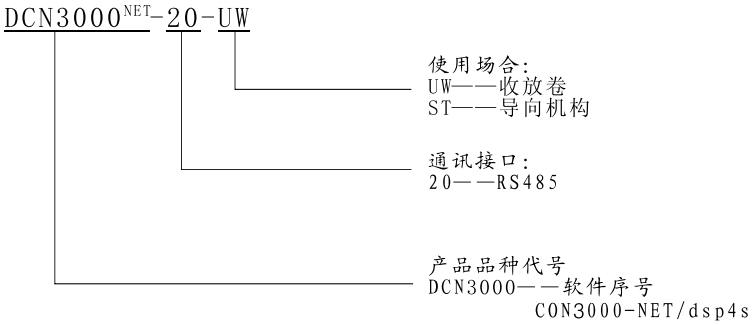 DCN3000NET-20-UW
使用场合:
UW——收放卷
ST——导向机构
通讯接口:
20——RS485
产品品种代号
DCN3000——软件序号
CON3000-NET/dsp4s